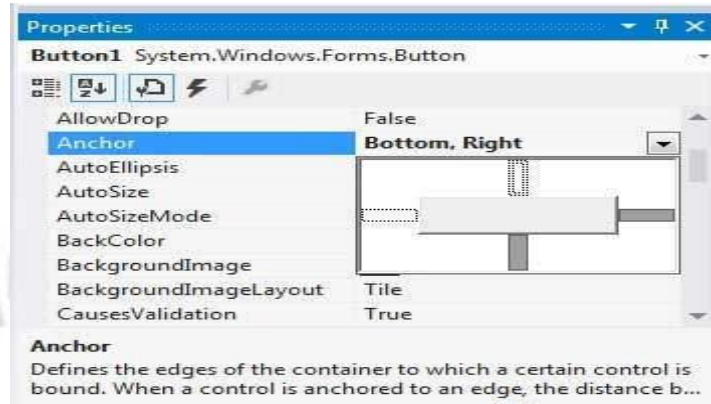 Properties
Button1 System.Windows.Forms.Button
AllowDrop False
Anchor Bottom, Right
AutoEllipsis
AutoSize
AutoSizeMode
BackColor
BackgroundImage
BackgroundImageLayout Tile
CausesValidation True
Anchor
Defines the edges of the container to which a certain control is
bound. When a control is anchored to an edge, the distance b...